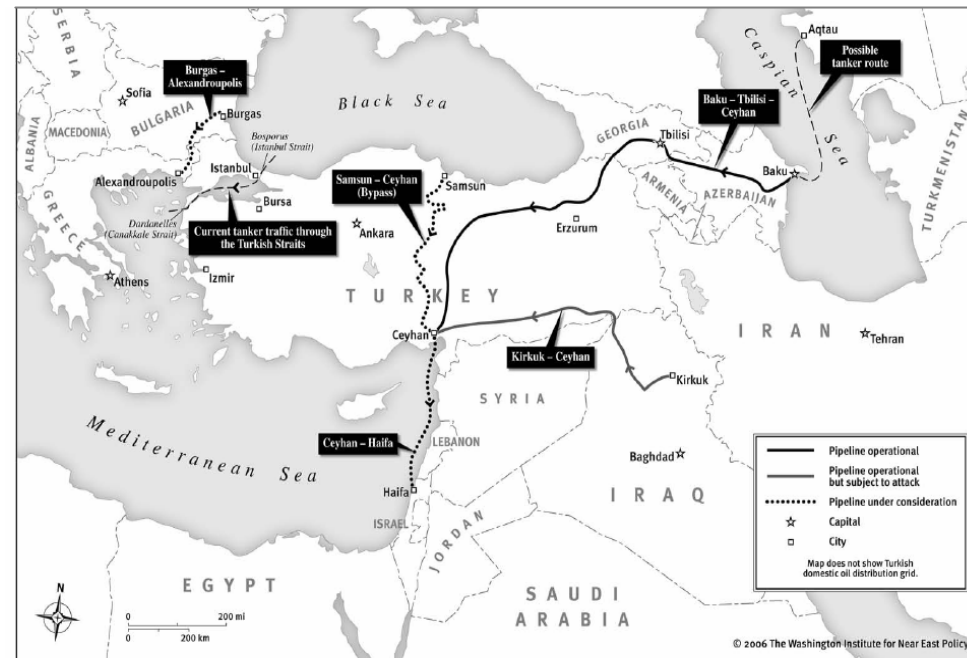 SERBIA
Sofia
Burgas –
Alexandroupolis
BULGARIA
Burgas
MACEDONIA
ALBANIA
GREECE
Alexandroupolis
Bosporus
(Istanbul Strait)
Istanbul
Bursa
Dardanelles
(Canakkale Strait)
Current tanker traffic through
the Turkish Straits
Athens
Izmir
Black Sea
Samsun – Ceyhan
(Bypass)
Samsun
Ankara
TURKEY
Ceyhan
Erzurum
GEORGIA
Tbilisi
ARMENIA
AZERBAIJAN
Baku – Tbilisi –
Ceyhan
Baku
Caspian Sea
Aqtau
Possible
tanker route
TURKMENISTAN
IRAN
Tehran
Kirkuk – Ceyhan
Kirkuk
SYRIA
Baghdad
IRAQ
Mediterranean Sea
Ceyhan – Haifa
LEBANON
Haifa
ISRAEL
JORDAN
EGYPT
SAUDI
ARABIA
N
0 200 mi
0 200 km
Pipeline operational
Pipeline operational
but subject to attack
Pipeline under consideration
Capital
City
Map does not show Turkish
domestic oil distribution grid.
© 2006 The Washington Institute for Near East Policy